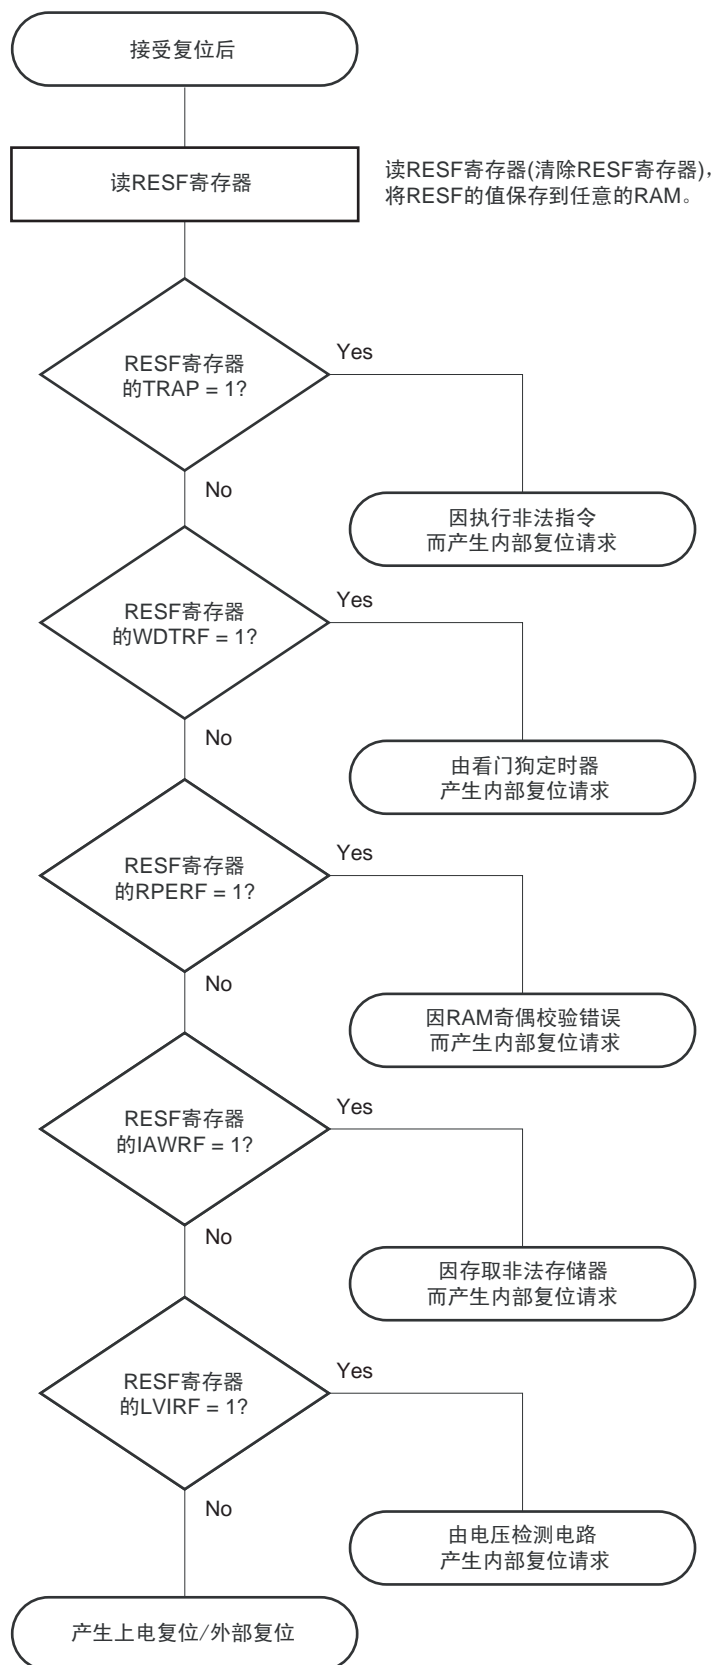 接受复位后
读RESF寄存器
读RESF寄存器(清除RESF寄存器),
将RESF的值保存到任意的RAM。
RESF寄存器
的TRAP = 1?
Yes
No
因执行非法指令
而产生内部复位请求
RESF寄存器
的WDTRF = 1?
Yes
No
由看门狗定时器
产生内部复位请求
RESF寄存器
的RPERF = 1?
Yes
No
因RAM奇偶校验错误
而产生内部复位请求
RESF寄存器
的IAWRF = 1?
Yes
No
因存取非法存储器
而产生内部复位请求
RESF寄存器
的LVIRF = 1?
Yes
No
由电压检测电路
产生内部复位请求
产生上电复位/外部复位